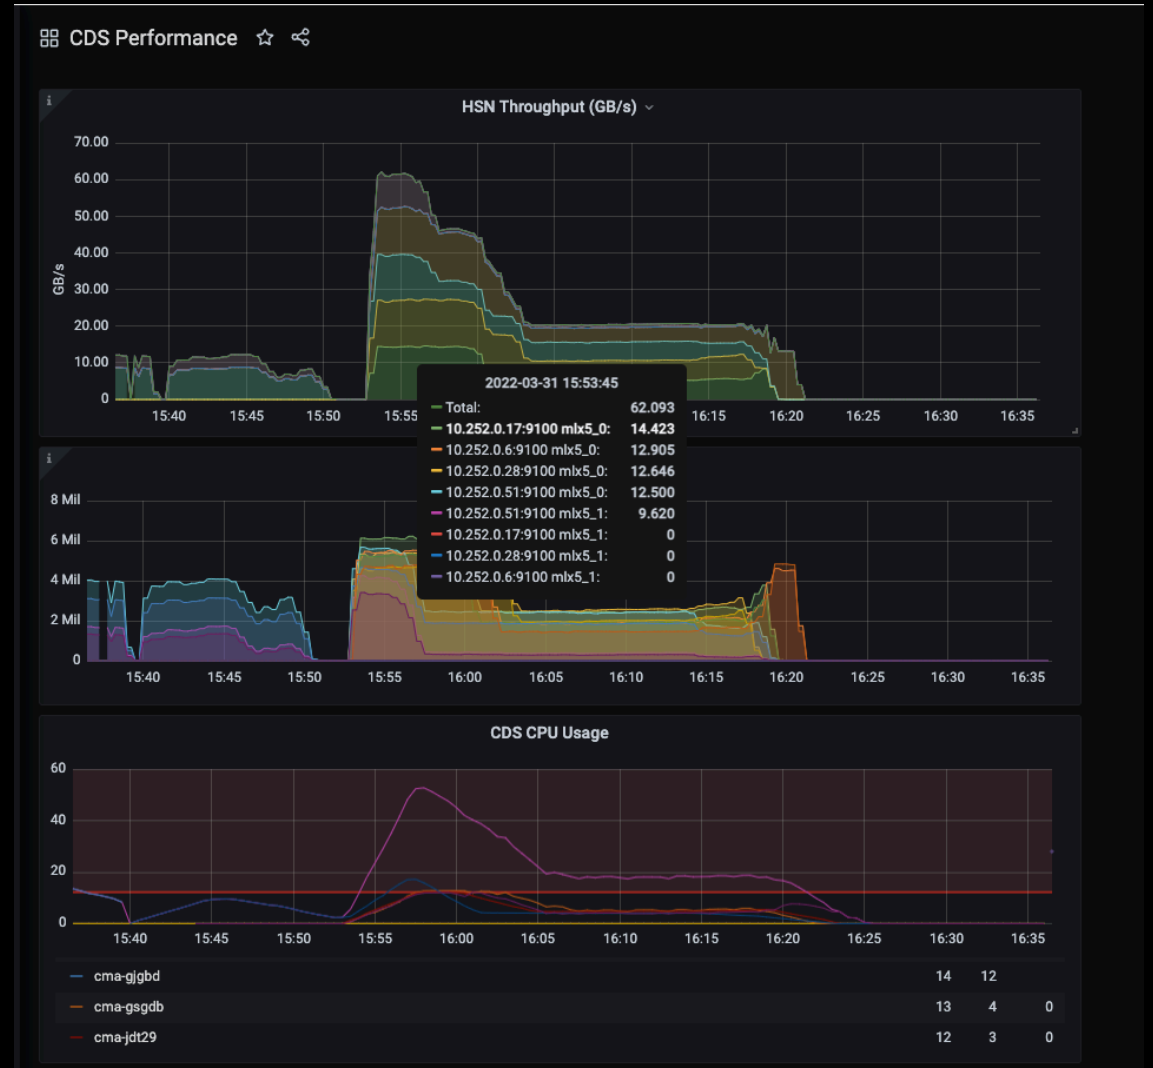 CDS Performance
HSN Throughput (GB/s)
70.00
60.00
50.00
40.00
30.00
20.00
10.00
0
GB/s
15:40 15:45 15:50 15:55 16:15 16:20 16:25 16:30 16:35
2022-03-31 15:53:45
Total: 62.093
10.252.0.17:9100 mlx5_0: 14.423
10.252.0.6:9100 mlx5_0: 12.905
10.252.0.28:9100 mlx5_0: 12.646
10.252.0.51:9100 mlx5_0: 12.500
10.252.0.51:9100 mlx5_1: 9.620
10.252.0.17:9100 mlx5_1: 0
10.252.0.28:9100 mlx5_1: 0
10.252.0.6:9100 mlx5_1: 0
8 Mil
6 Mil
4 Mil
2 Mil
0
15:40 15:45 15:50 15:55 16:00 16:05 16:10 16:15 16:20 16:25 16:30 16:35
CDS CPU Usage
60
40
20
0
15:40 15:45 15:50 15:55 16:00 16:05 16:10 16:15 16:20 16:25 16:30 16:35
cma-gjgbd 14 12
cma-gsgdb 13 4 0
cma-jdt29 12 3 0